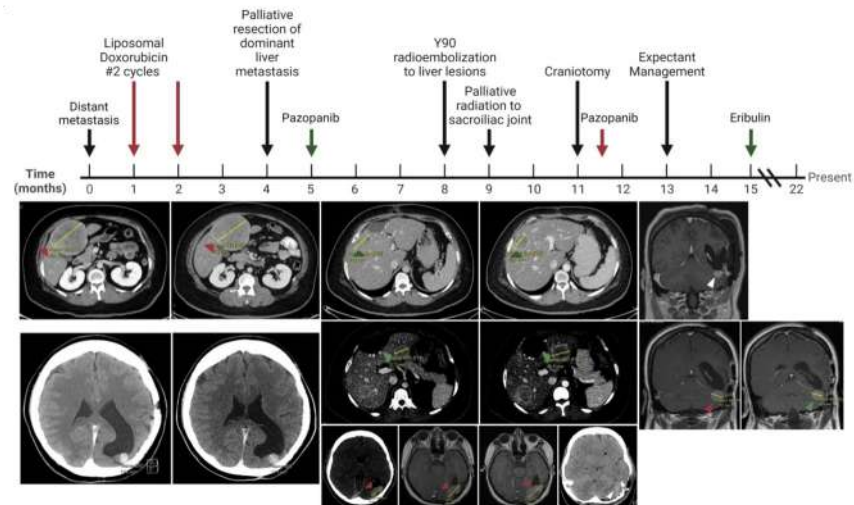 Palliative
resection of
dominant
liver
metastasis
Liposomal
Doxorubicin
#2 cycles
Y90
radioembolization
to liver lesions
Craniotomy
Expectant
Management
Distant
metastasis
Pazopanib
Palliative
radiation to
sacroiliac joint
Pazopanib
Eribulin
Time
(months)
0 1 2 3 4 5 6 7 8 9 10 11 12 13 14 15 22
Present